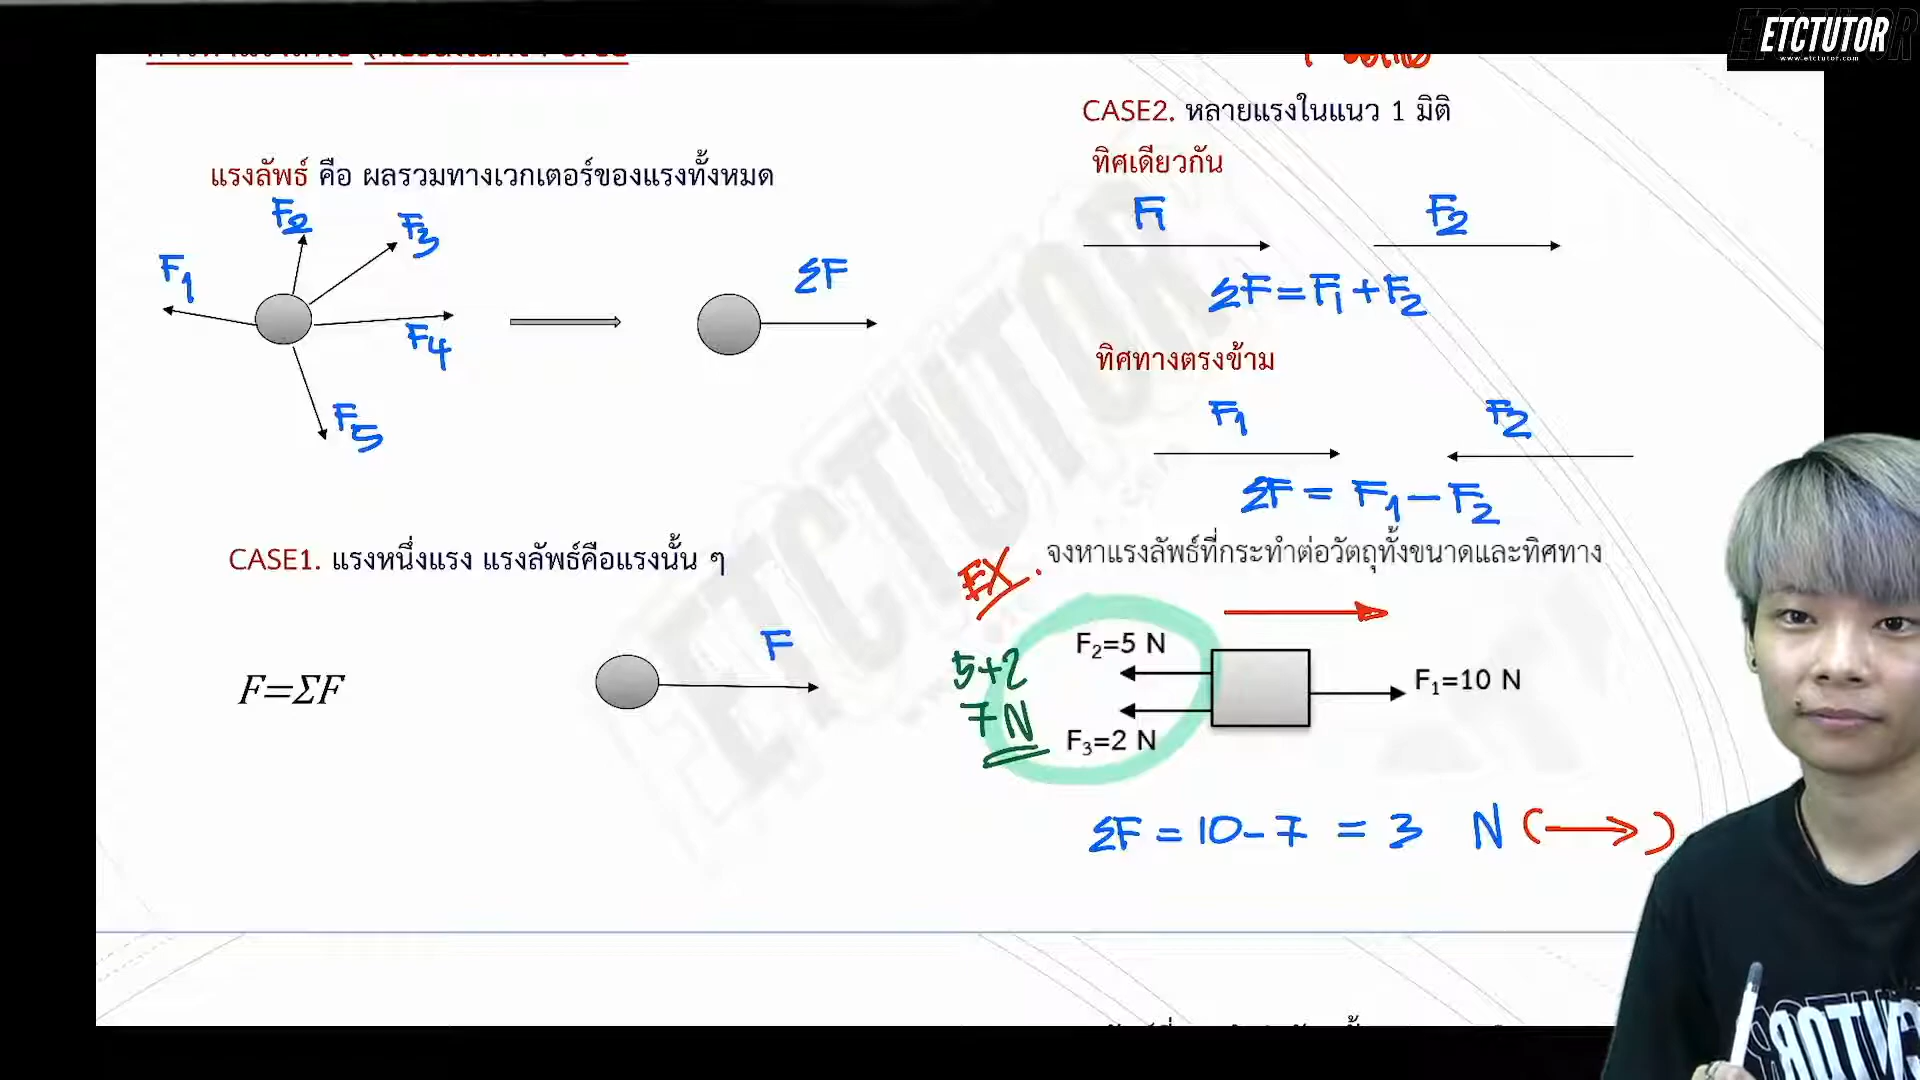 ETCTUTOR
www.etctutor.com
แรงลัพธ์ คือ ผลรวมทางเวกเตอร์ของแรงทั้งหมด
F1
F2
F3
F4
F5
ΣF
CASE1. แรงหนึ่งแรง แรงลัพธ์คือแรงนั้น ๆ
F=ΣF
F
CASE2. หลายแรงในแนว 1 มิติ
ทิศเดียวกัน
F1 F2
ΣF = F1 + F2
ทิศทางตรงข้าม
F1 F2
ΣF = F1 - F2
EX. จงหาแรงลัพธ์ที่กระทำต่อวัตถุทั้งขนาดและทิศทาง
5+2
7 N
F2=5 N
F3=2 N
F1=10 N
ΣF = 10 - 7 = 3 N (→)
ETCTUTOR